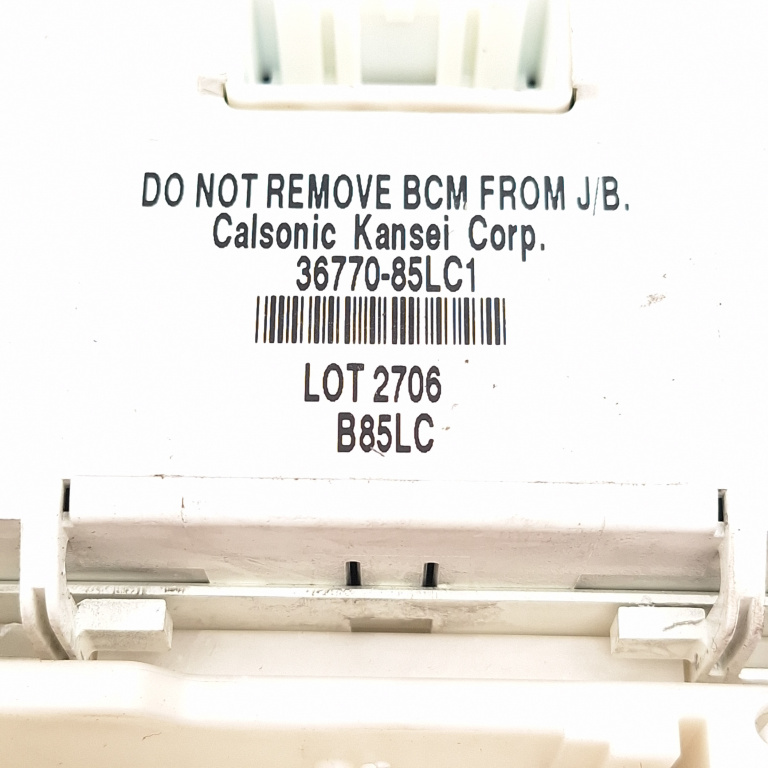 DO NOT REMOVE BCM FROM J/B.
Calsonic Kansei Corp.
36770-85LC1
LOT 2706
B85LC